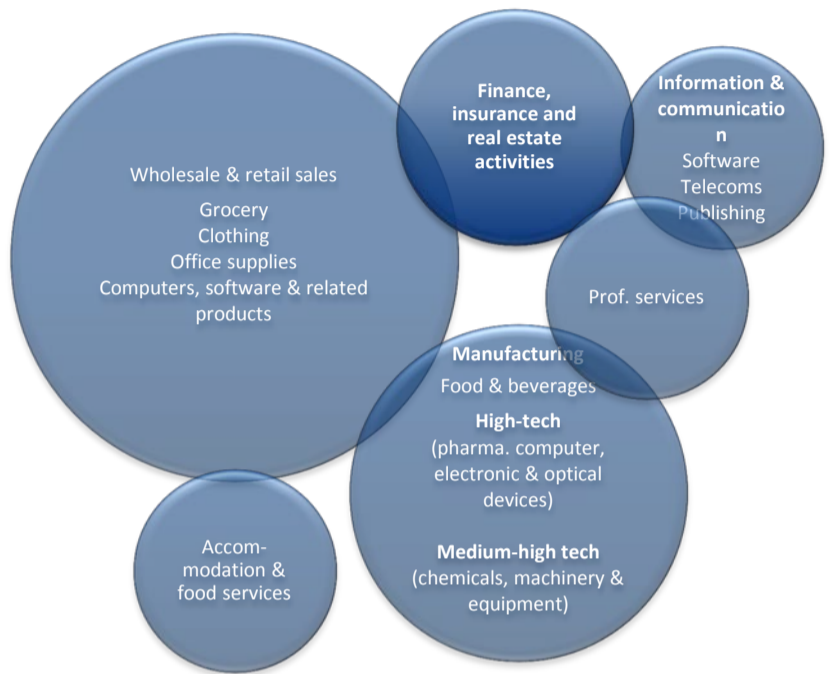 Wholesale & retail sales
Grocery
Clothing
Office supplies
Computers, software & related
products
Finance,
insurance and
real estate
activities
Information &
communicatio
n
Software
Telecoms
Publishing
Prof. services
Manufacturing
Food & beverages
High-tech
(pharma. computer,
electronic & optical
devices)
Medium-high tech
(chemicals, machinery &
equipment)
Accom-
modation &
food services